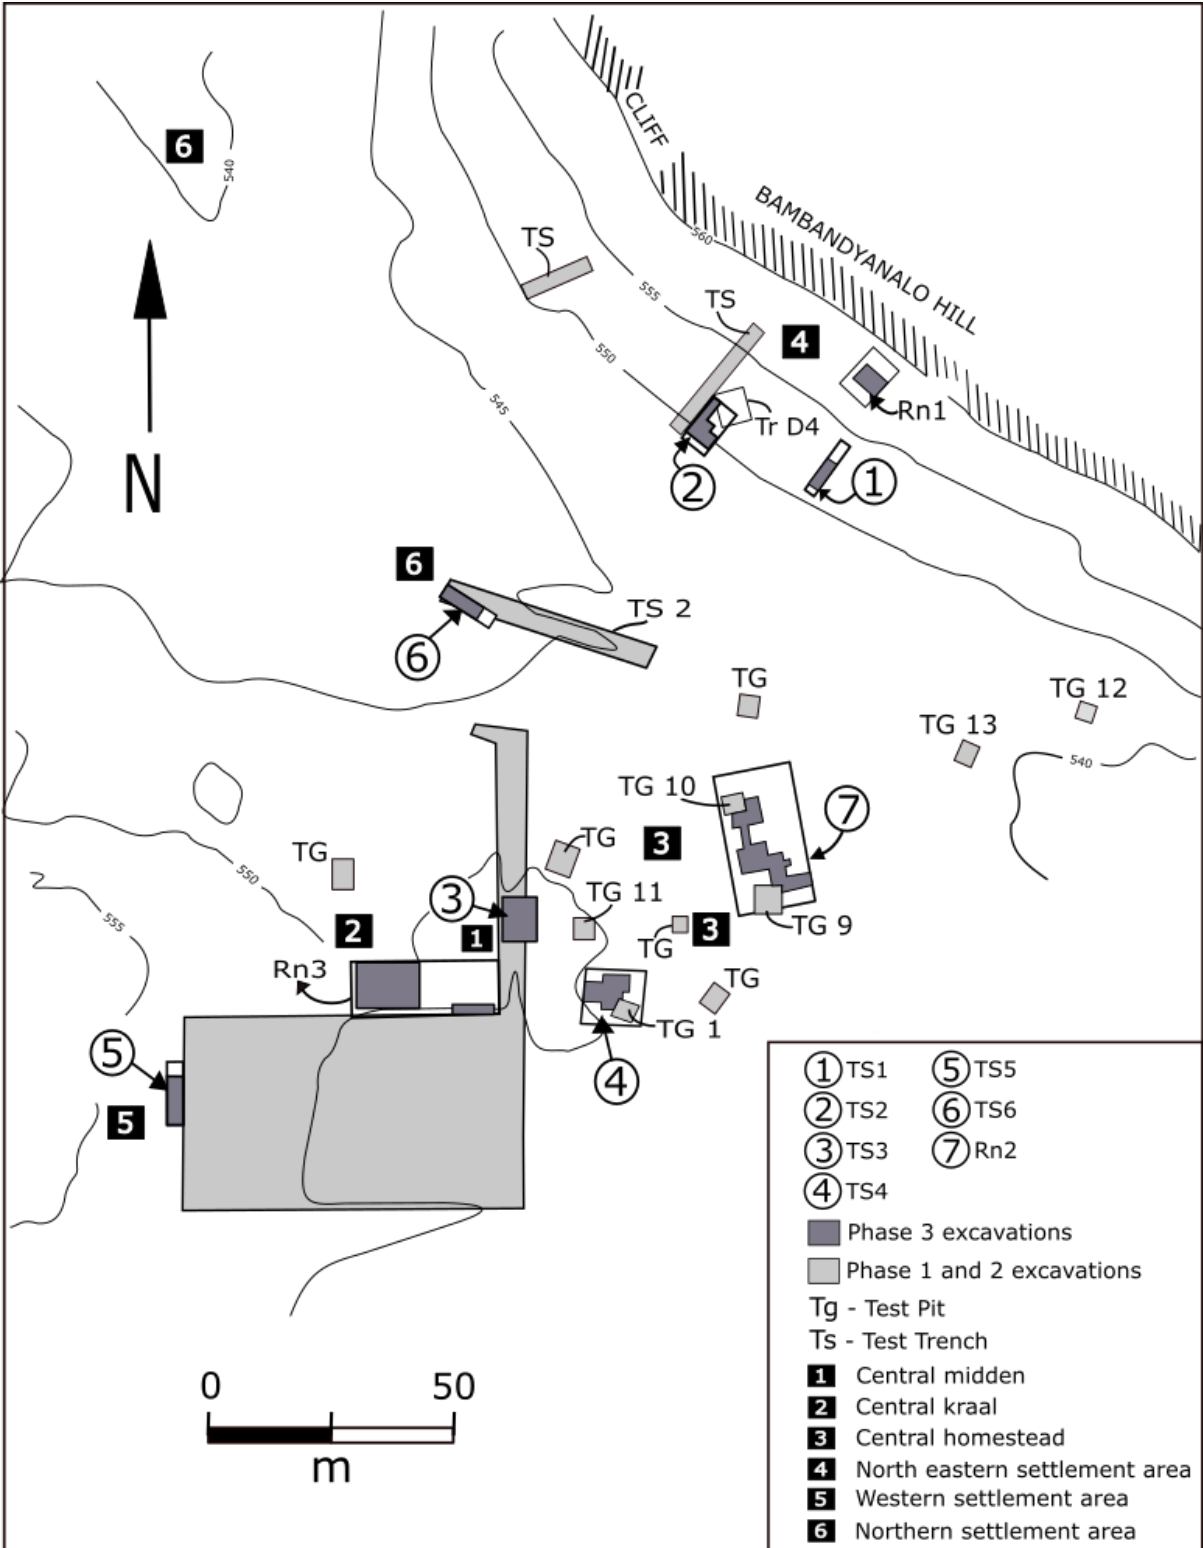 CLIFF
BAMBANDYANALO HILL
6
540
560
TS
555
TS
4
550
Rn1
545
Tr D4
N
2
1
6
TS 2
6
TG
TG 12
TG 13
540
TG 10
7
TG
3
TG
550
3
TG 11
555
2
1
TG
3
TG 9
Rn3
TG
TG 1
5
4
5
1 TS1
2 TS2
3 TS3
4 TS4
5 TS5
6 TS6
7 Rn2
Phase 3 excavations
Phase 1 and 2 excavations
Tg - Test Pit
Ts - Test Trench
1 Central midden
2 Central kraal
3 Central homestead
4 North eastern settlement area
5 Western settlement area
6 Northern settlement area
0 50
m